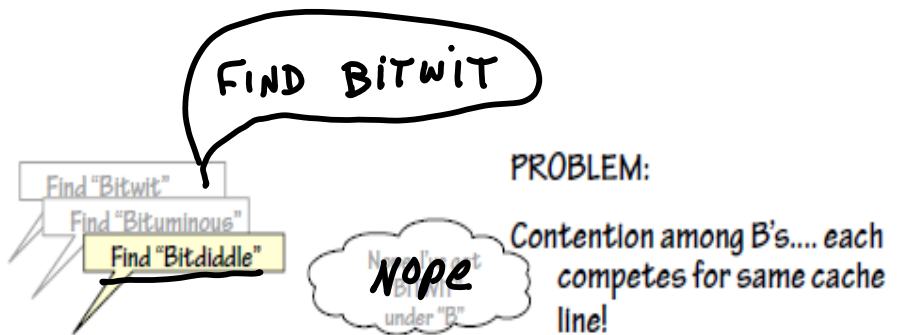 FIND BITWIT
Find "Bitwit"
Find "Bituminous"
Find "Bitdiddle"
NOPE
under "B"
PROBLEM:
Contention among B's.... each
competes for same cache
line!